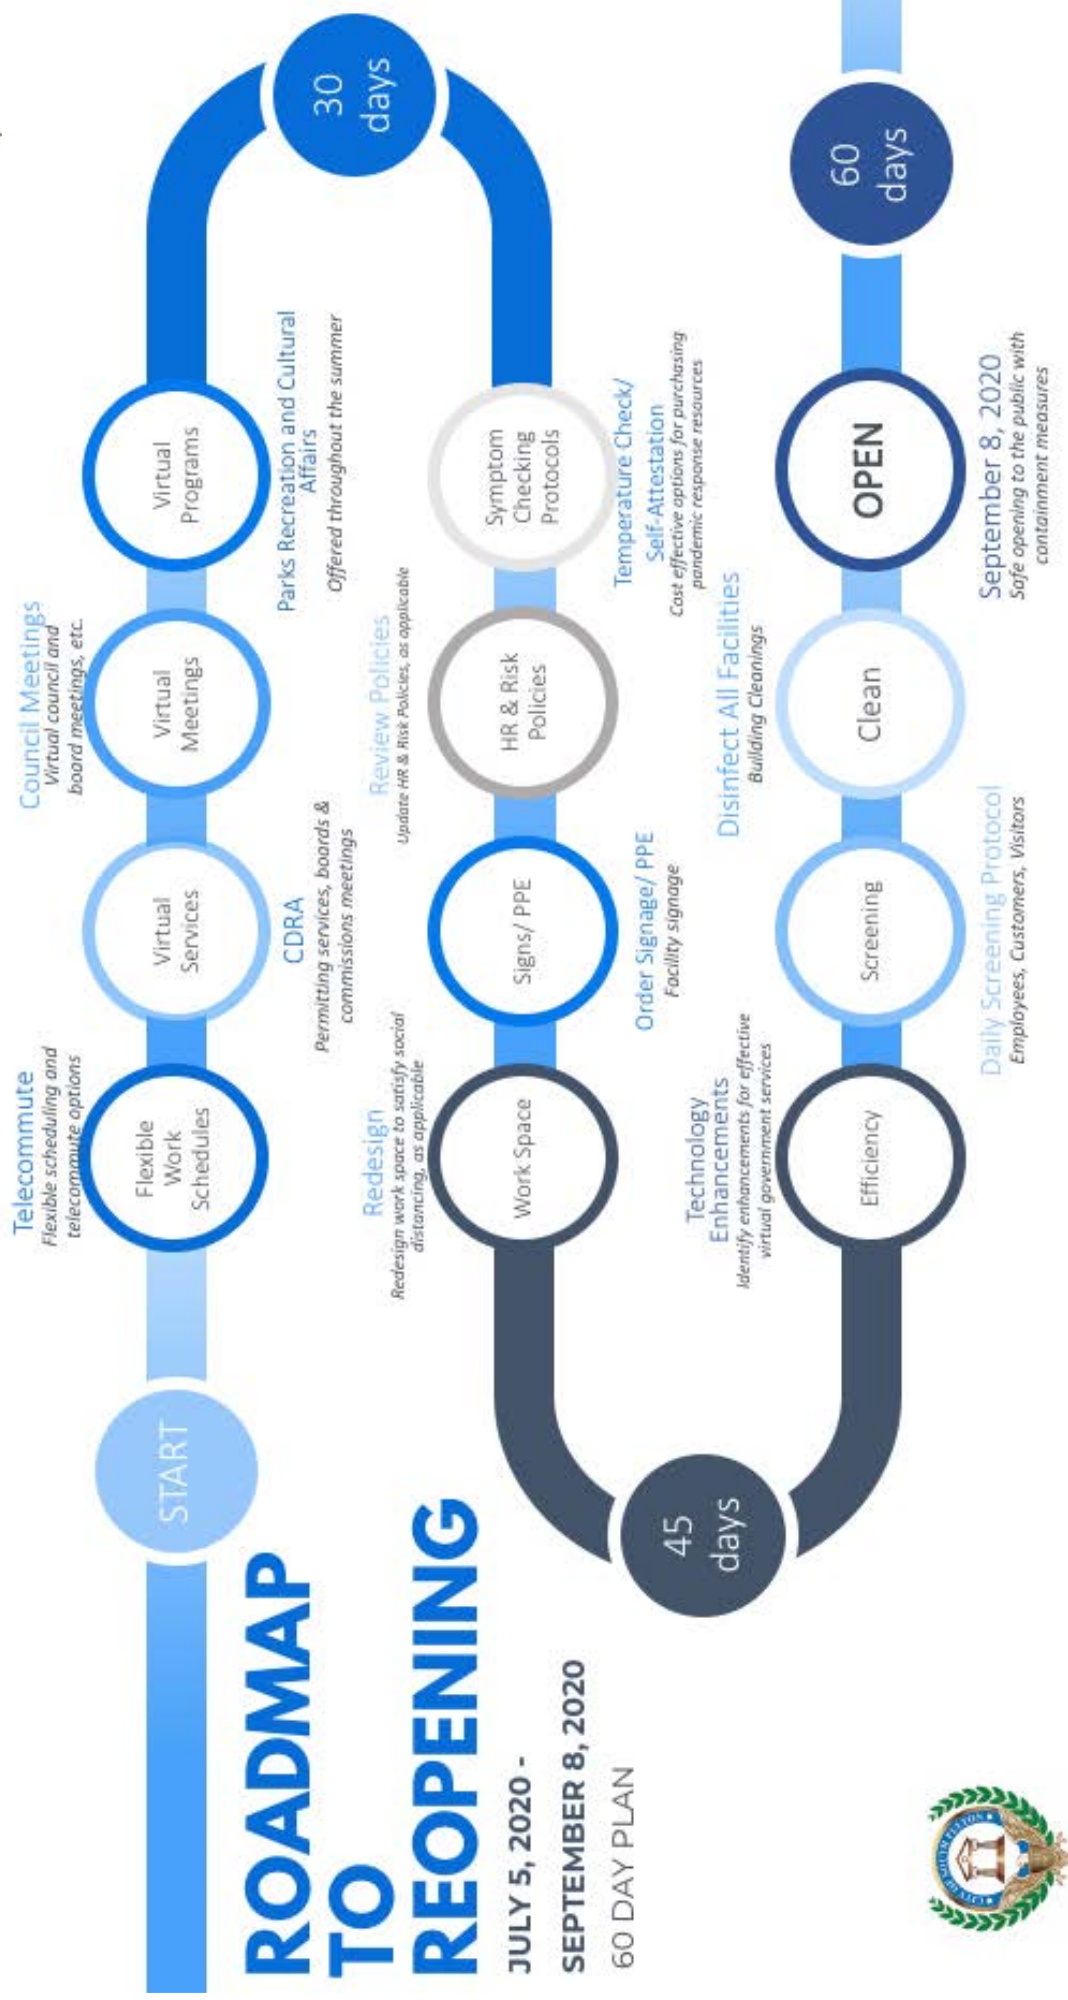 ROADMAP
TO
REOPENING
JULY 5, 2020 -
SEPTEMBER 8, 2020
60 DAY PLAN
START
Telecommute
Flexible scheduling and
telecommute options
Flexible
Work
Schedules
Virtual
Services
CDRA
Permitting services, boards &
commissions meetings
Council Meetings
Virtual council and
board meetings, etc.
Virtual
Meetings
Virtual
Programs
Parks Recreation and Cultural
Affairs
Offered throughout the summer
30
days
Symptom
Checking
Protocols
Temperature Check/
Self-Attestation
Cost effective options for purchasing
pandemic response resources
Review Policies
Update HR & Risk Policies, as applicable
HR & Risk
Policies
Signs/ PPE
Order Signage/ PPE
Facility signage
Redesign
Redesign work space to satisfy social
distancing, as applicable
Work Space
45
days
Technology
Enhancements
Identify enhancements for effective
virtual government services
Efficiency
Screening
Daily Screening Protocol
Employees, Customers, Visitors
Disinfect All Facilities
Building Cleanings
Clean
OPEN
September 8, 2020
Safe opening to the public with
containment measures
60
days
CITY OF SOUTH FULTON